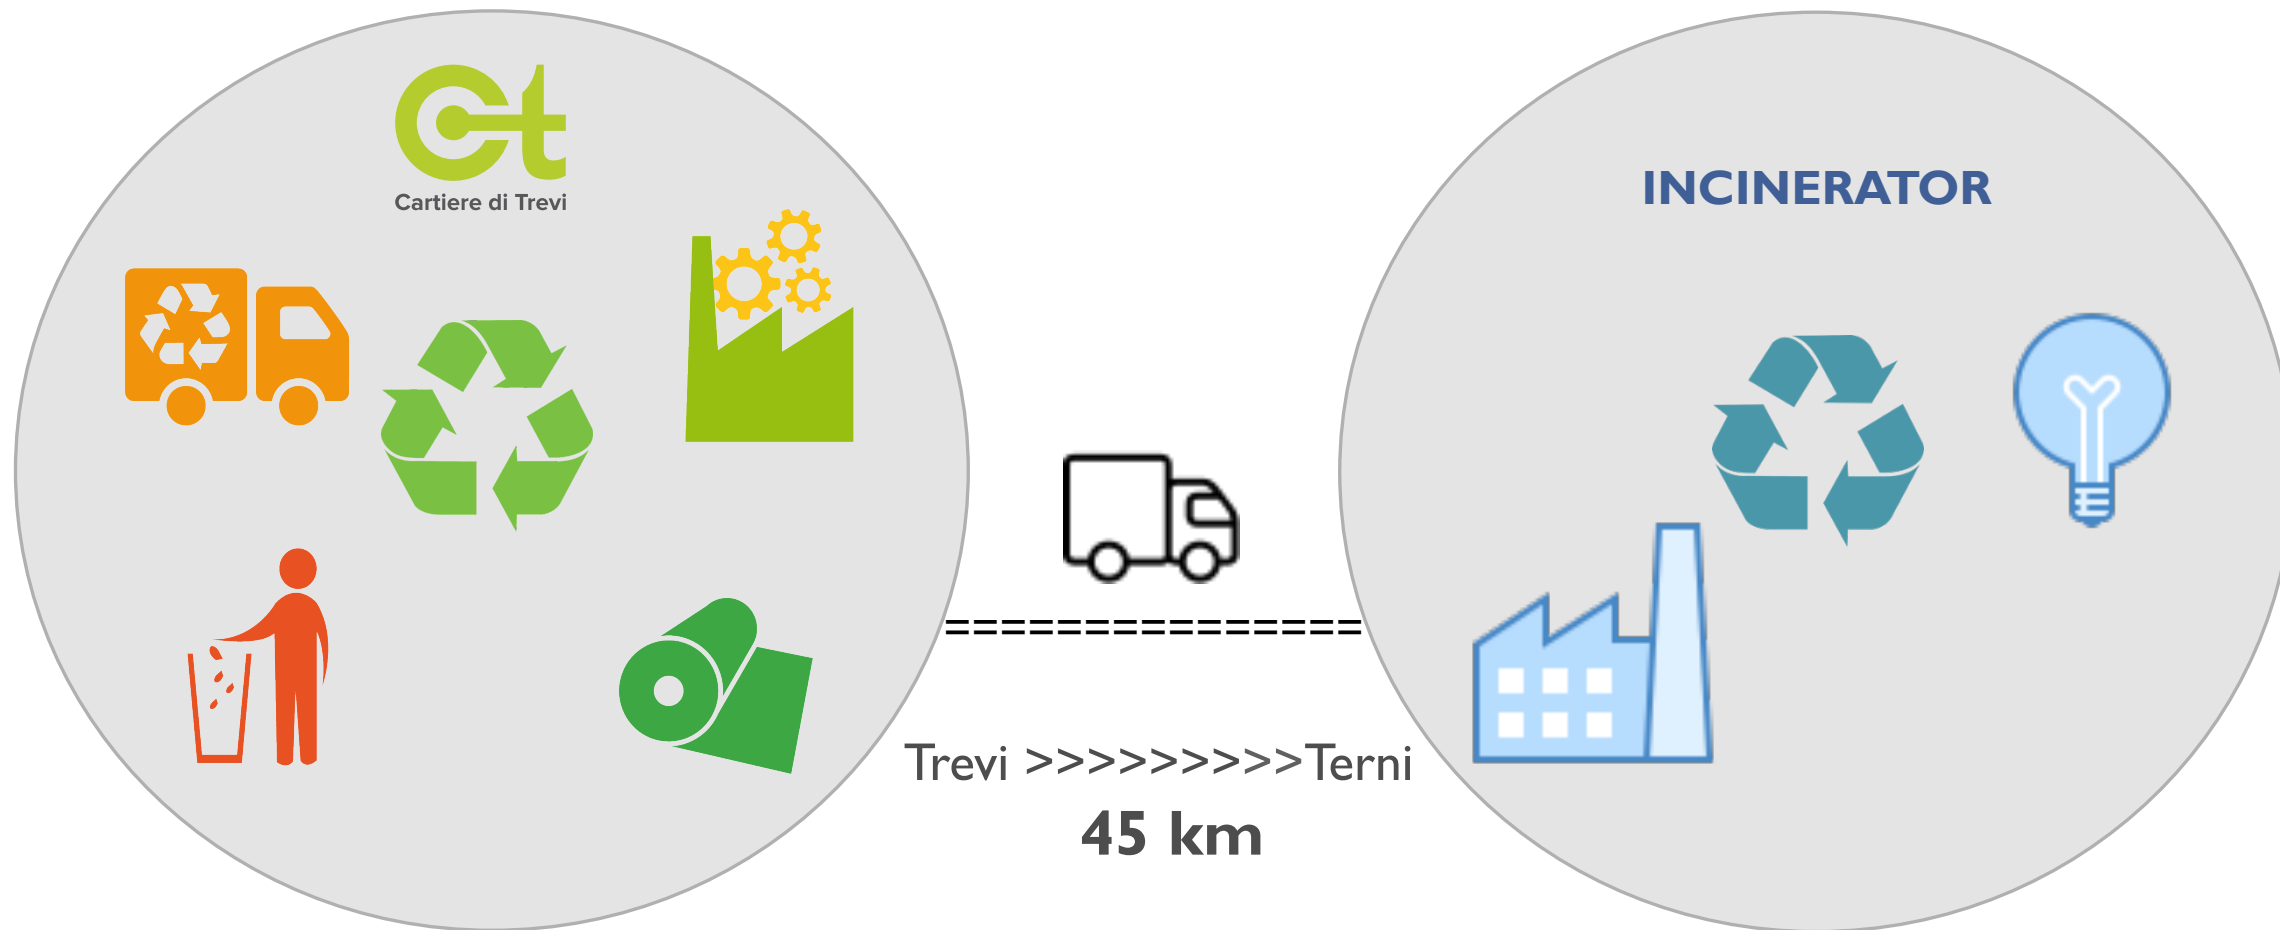 Ct
Cartiere di Trevi
INCINERATOR
===============
Trevi >>>>>>>>>Terni
45 km